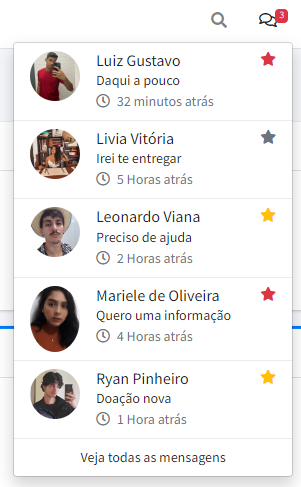 3
Luiz Gustavo
Daqui a pouco
32 minutos atrás
Livia Vitória
Irei te entregar
5 Horas atrás
Leonardo Viana
Preciso de ajuda
2 Horas atrás
Mariele de Oliveira
Quero uma informação
4 Horas atrás
Ryan Pinheiro
Doação nova
1 Hora atrás
Veja todas as mensagens